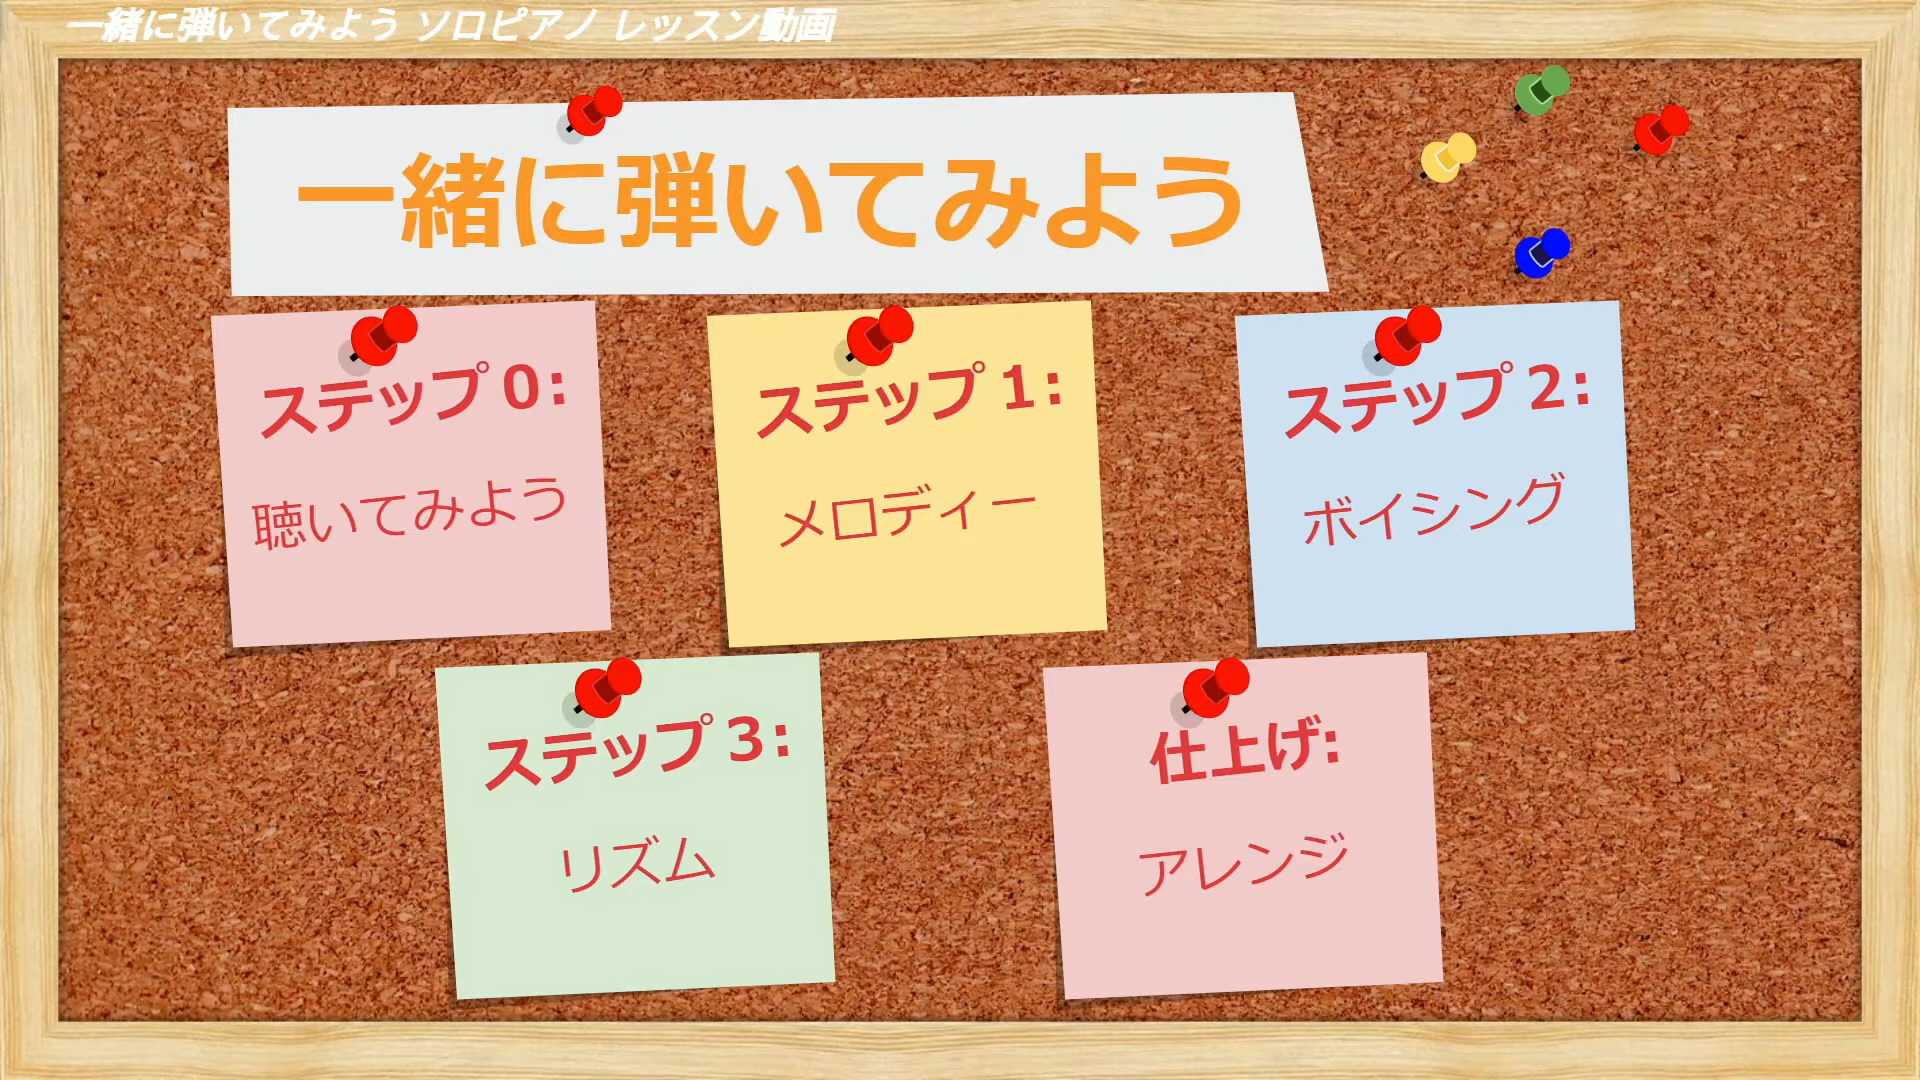 一緒に弾いてみよう ソロピアノ レッスン動画
一緒に弾いてみよう
ステップ 0:
聴いてみよう
ステップ 1:
メロディー
ステップ 2:
ボイシング
ステップ 3:
リズム
仕上げ:
アレンジ